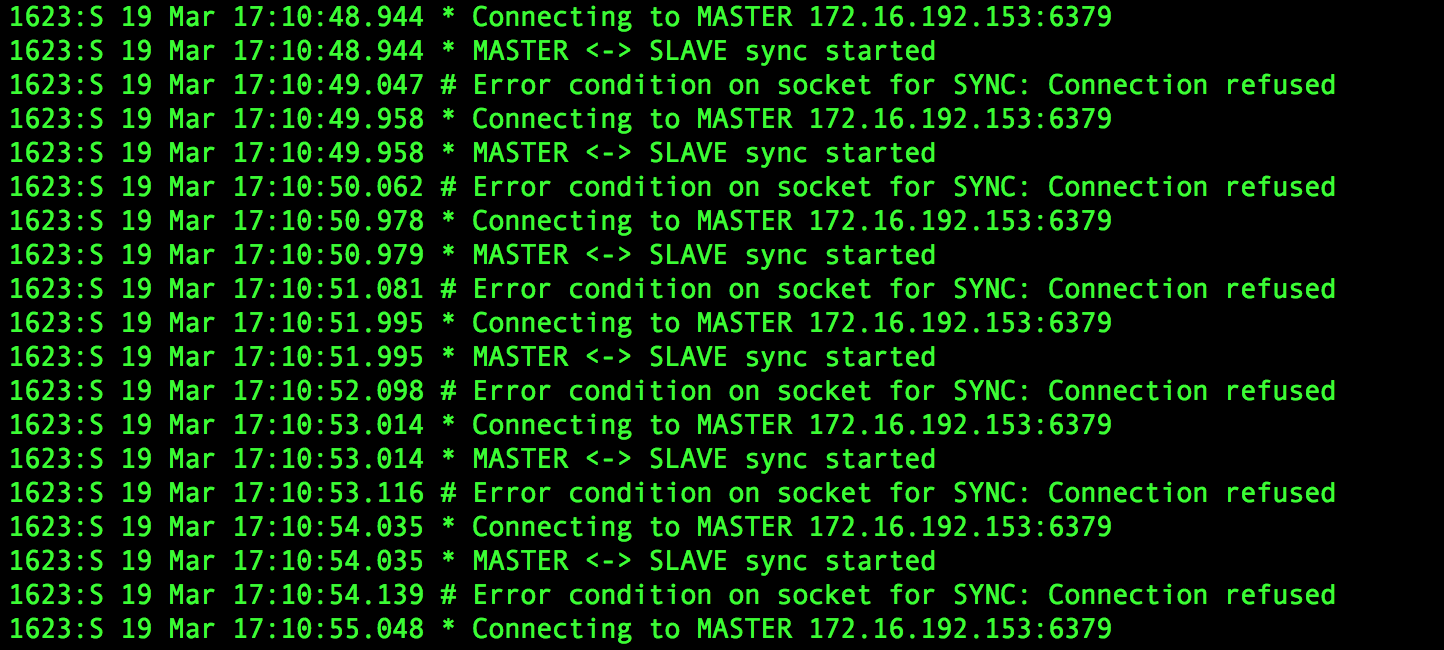 1623:S 19 Mar 17:10:48.944 * Connecting to MASTER 172.16.192.153:6379
1623:S 19 Mar 17:10:48.944 * MASTER <-> SLAVE sync started
1623:S 19 Mar 17:10:49.047 # Error condition on socket for SYNC: Connection refused
1623:S 19 Mar 17:10:49.958 * Connecting to MASTER 172.16.192.153:6379
1623:S 19 Mar 17:10:49.958 * MASTER <-> SLAVE sync started
1623:S 19 Mar 17:10:50.062 # Error condition on socket for SYNC: Connection refused
1623:S 19 Mar 17:10:50.978 * Connecting to MASTER 172.16.192.153:6379
1623:S 19 Mar 17:10:50.979 * MASTER <-> SLAVE sync started
1623:S 19 Mar 17:10:51.081 # Error condition on socket for SYNC: Connection refused
1623:S 19 Mar 17:10:51.995 * Connecting to MASTER 172.16.192.153:6379
1623:S 19 Mar 17:10:51.995 * MASTER <-> SLAVE sync started
1623:S 19 Mar 17:10:52.098 # Error condition on socket for SYNC: Connection refused
1623:S 19 Mar 17:10:53.014 * Connecting to MASTER 172.16.192.153:6379
1623:S 19 Mar 17:10:53.014 * MASTER <-> SLAVE sync started
1623:S 19 Mar 17:10:53.116 # Error condition on socket for SYNC: Connection refused
1623:S 19 Mar 17:10:54.035 * Connecting to MASTER 172.16.192.153:6379
1623:S 19 Mar 17:10:54.035 * MASTER <-> SLAVE sync started
1623:S 19 Mar 17:10:54.139 # Error condition on socket for SYNC: Connection refused
1623:S 19 Mar 17:10:55.048 * Connecting to MASTER 172.16.192.153:6379